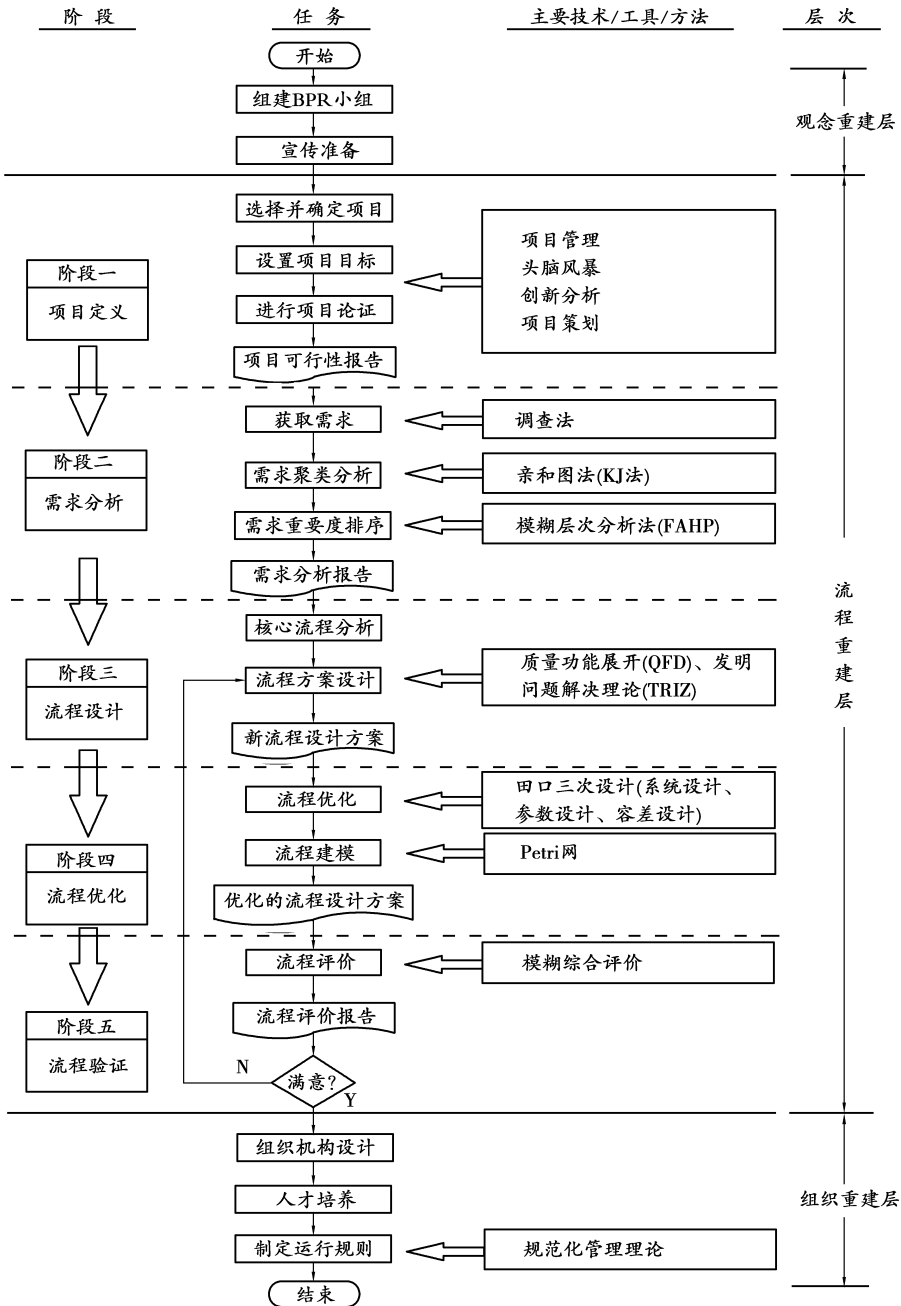 阶 段 任 务 主要技术/工具/方法 层 次
开始
组建BPR小组
观念重建层
宣传准备
选择并确定项目
项目管理
设置项目目标
头脑风暴
阶段一
创新分析
项目定义
进行项目论证
项目策划
项目可行性报告
获取需求
调查法
阶段二
需求聚类分析
亲和图法(KJ法)
需求分析
需求重要度排序
模糊层次分析法(FAHP)
需求分析报告
流程重建层
核心流程分析
阶段三
流程方案设计
质量功能展开(QFD)、发明
问题解决理论(TRIZ)
流程设计
新流程设计方案
流程优化
田口三次设计(系统设计、
参数设计、容差设计)
阶段四
流程建模
Petri网
流程优化
优化的流程设计方案
流程评价
模糊综合评价
流程评价报告
阶段五
流程验证
N
满意?
Y
组织机构设计
人才培养
组织重建层
制定运行规则
规范化管理理论
结束